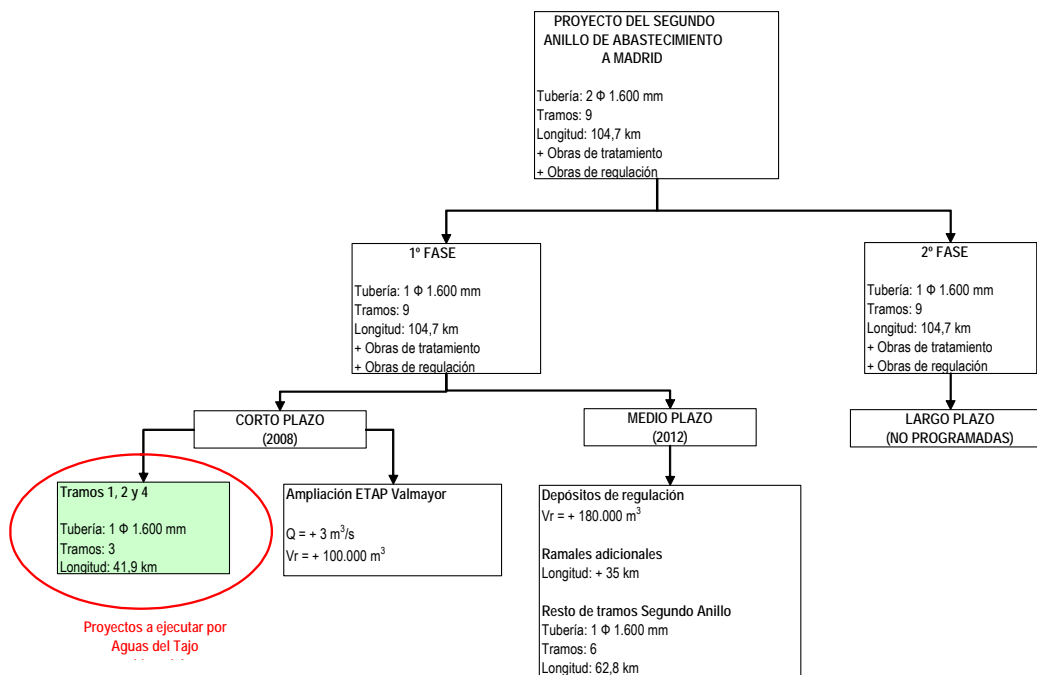 PROYECTO DEL SEGUNDO
ANILLO DE ABASTECIMIENTO
A MADRID
Tubería: 2 Φ 1.600 mm
Tramos: 9
Longitud: 104,7 km
+ Obras de tratamiento
+ Obras de regulación
1º FASE
Tubería: 1 Φ 1.600 mm
Tramos: 9
Longitud: 104,7 km
+ Obras de tratamiento
+ Obras de regulación
2º FASE
Tubería: 1 Φ 1.600 mm
Tramos: 9
Longitud: 104,7 km
+ Obras de tratamiento
+ Obras de regulación
CORTO PLAZO
(2008)
MEDIO PLAZO
(2012)
LARGO PLAZO
(NO PROGRAMADAS)
Tramos 1, 2 y 4
Tubería: 1 Φ 1.600 mm
Tramos: 3
Longitud: 41,9 km
Ampliación ETAP Valmayor
Q = + 3 m³/s
Vr = + 100.000 m³
Depósitos de regulación
Vr = + 180.000 m³
Ramales adicionales
Longitud: + 35 km
Resto de tramos Segundo Anillo
Tubería: 1 Φ 1.600 mm
Tramos: 6
Longitud: 62,8 km
Proyectos a ejecutar por
Aguas del Tajo